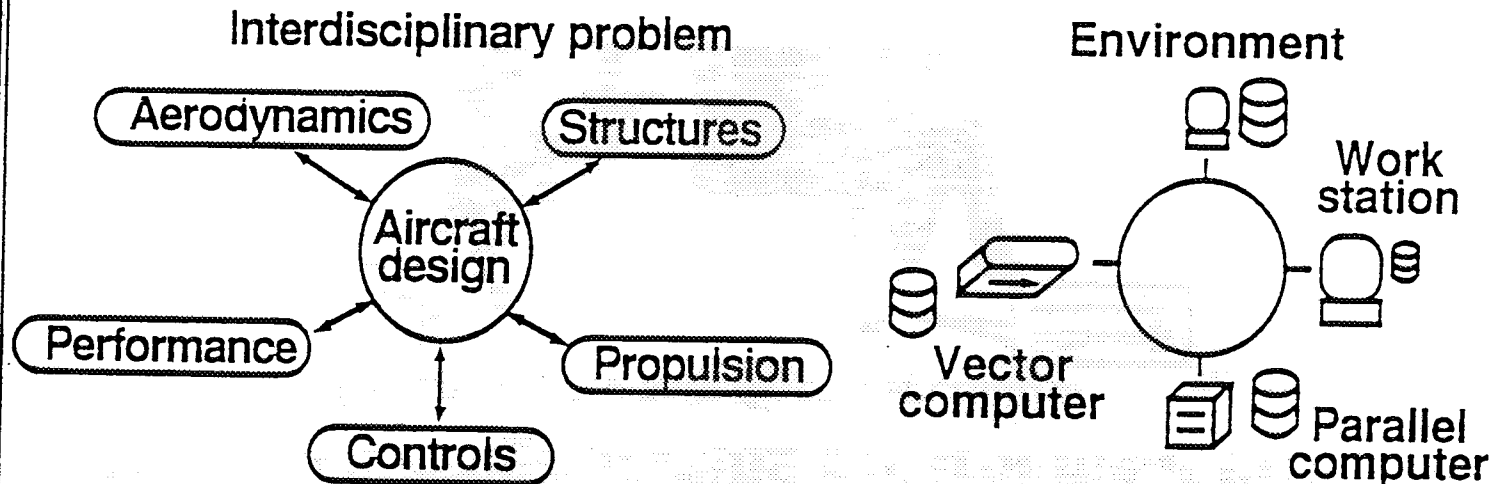 Interdisciplinary problem
Aerodynamics
Structures
Aircraft
design
Performance
Propulsion
Controls
Environment
Work
station
Vector
computer
Parallel
computer